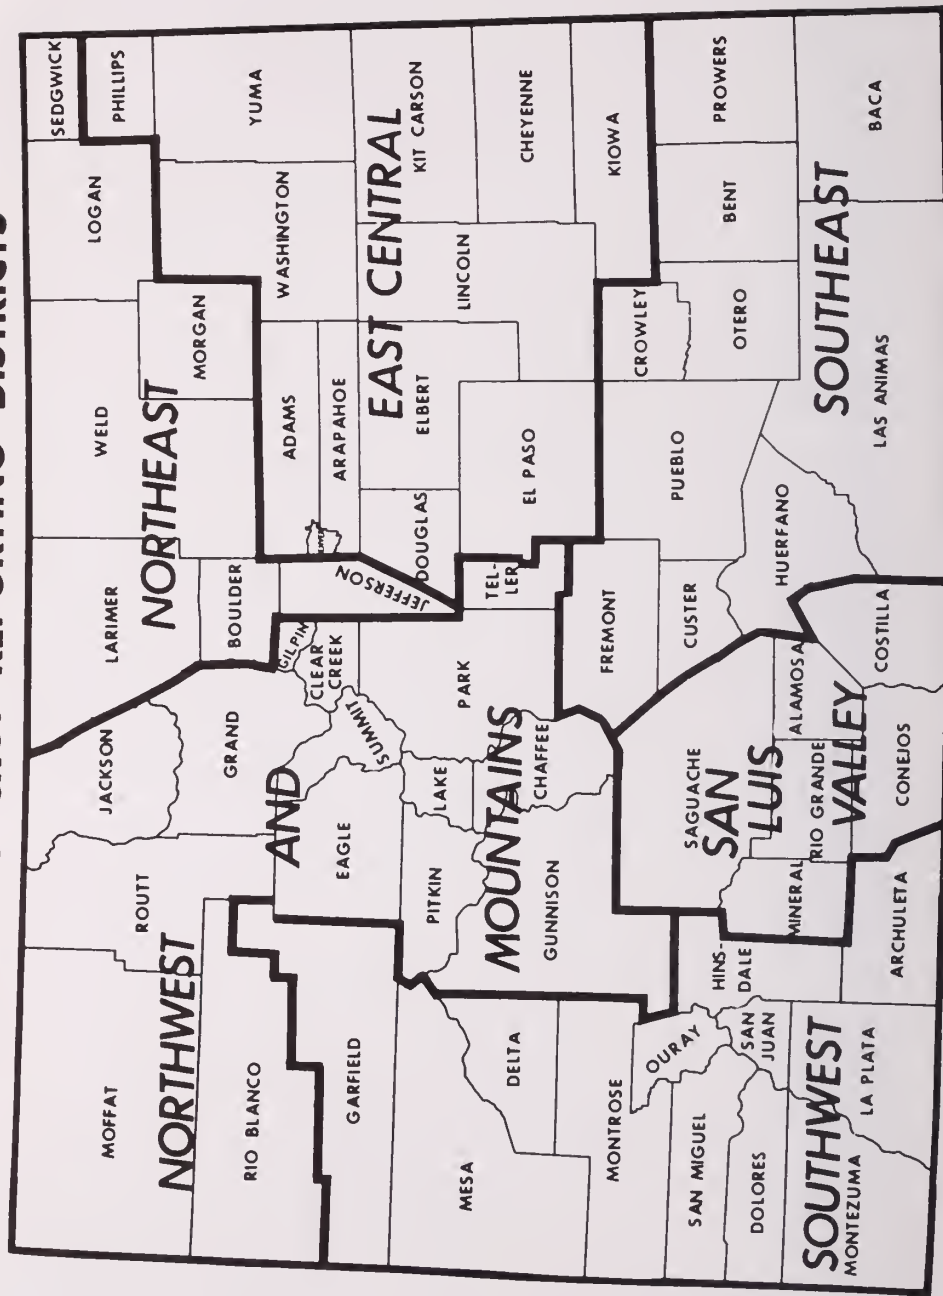 MOFFAT
ROUTT
JACKSON
LARIMER
WELD
LOGAN
SEDGWICK
PHILLIPS
NORTHWEST
NORTHEAST
MORGAN
RIO BLANCO
GRAND
BOULDER
WASHINGTON
YUMA
AND
GILPIN
CLEAR
CREEK
JEFFERSON
ADAMS
ARAPAHOE
GARFIELD
EAGLE
SUMMIT
DOUGLAS
ELBERT
EAST CENTRAL
KIT CARSON
MESA
PITKIN
LAKE
PARK
TEL-
LER
EL PASO
LINCOLN
CHEYENNE
DELTA
MOUNTAINS
GUNNISON
CHAFFEE
FREMONT
KIOWA
MONTROSE
CROWLEY
OURAY
PUEBLO
CUSTER
SAN MIGUEL
HINS-
DALE
SAGUACHE
SAN
LUIS
VALLEY
OTERO
BENT
PROWERS
DOLORES
SAN
JUAN
MINERAL
RIO GRANDE
ALAMOSA
HUERFANO
SOUTHWEST
MONTEZUMA
LA PLATA
ARCHULETA
CONEJOS
COSTILLA
SOUTHEAST
LAS ANIMAS
BACA